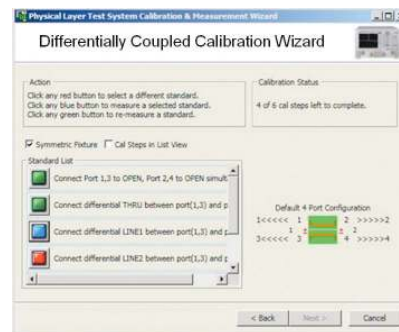 Physical Layer Test System Calibration & Measurement Wizard
Differentially Coupled Calibration Wizard
Action
Click any red button to select a different standard.
Click any blue button to measure a selected standard.
Click any green button to re-measure a standard.
Calibration Status
4 of 6 cal steps left to complete.
Symmetric Fixture
Cal Steps in List View
Standard List
Connect Port 1,3 to OPEN, Port 2,4 to OPEN simult
Connect differential THRU between port(1,3) and p
Connect differential LINE1 between port(1,3) and p
Connect differential LINE2 between port(1,3) and p
Default 4 Port Configuration
1<<<<< 1 2 >>>>>2
1 ± ± 2
3<<<<< 3 4 >>>>>4
< Back
Next >
Cancel